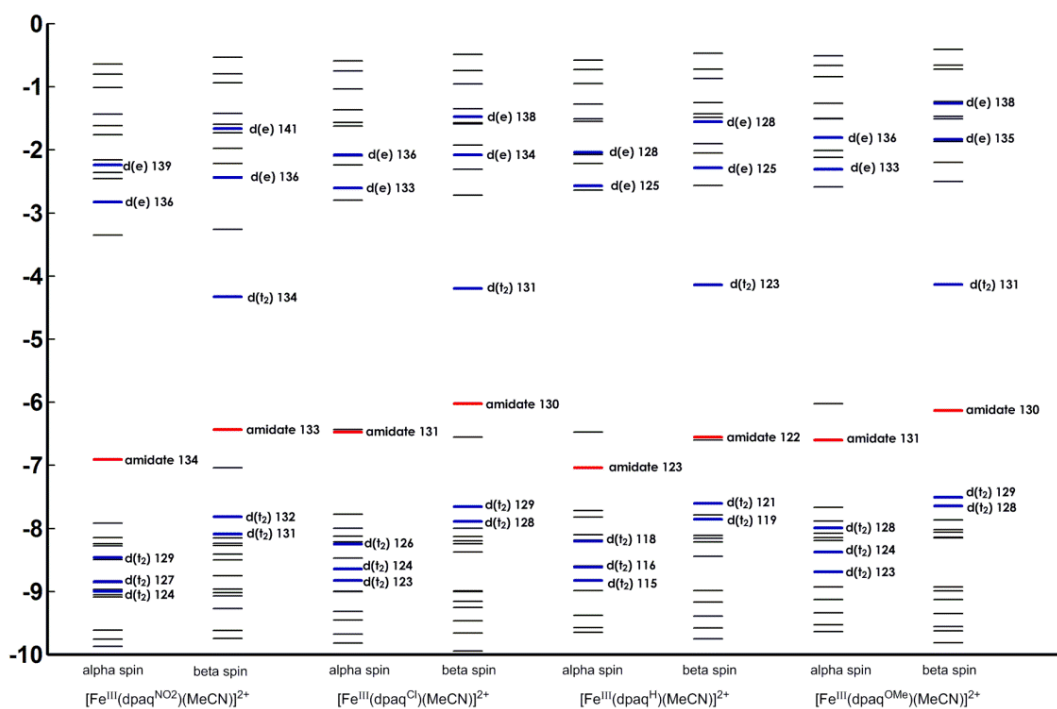 0
-1
-2
-3
-4
-5
-6
-7
-8
-9
-10
d(e) 139
d(e) 136
amidate 134
d(t₂) 129
d(t₂) 127
d(t₂) 124
d(e) 141
d(e) 136
d(t₂) 134
amidate 133
d(t₂) 132
d(t₂) 131
d(e) 136
d(e) 133
amidate 131
d(t₂) 126
d(t₂) 124
d(t₂) 123
d(e) 138
d(e) 134
d(t₂) 131
amidate 130
d(t₂) 129
d(t₂) 128
d(e) 128
d(e) 125
amidate 123
d(t₂) 118
d(t₂) 116
d(t₂) 115
d(e) 128
d(e) 125
d(t₂) 123
amidate 122
d(t₂) 121
d(t₂) 119
d(e) 136
d(e) 133
amidate 131
d(t₂) 128
d(t₂) 124
d(t₂) 123
d(e) 138
d(e) 135
d(t₂) 131
amidate 130
d(t₂) 129
d(t₂) 128
alpha spin beta spin alpha spin beta spin alpha spin beta spin alpha spin beta spin
[Feᴵᴵᴵ(dpaqᴺᴼ²)(MeCN)]²⁺ [Feᴵᴵᴵ(dpaqᶜˡ)(MeCN)]²⁺ [Feᴵᴵᴵ(dpaqᴴ)(MeCN)]²⁺ [Feᴵᴵᴵ(dpaqᴼᴹᵉ)(MeCN)]²⁺